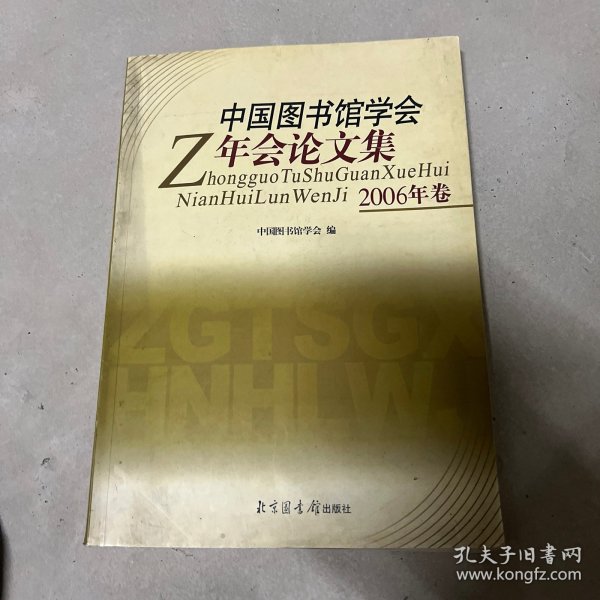 中国图书馆学会
年会论文集
ZhongguoTuShuGuanXueHui
NianHuiLunWenJi
2006年卷
中国图书馆学会 编
ZGTSGX
HNHLWJ
北京图书馆出版社
孔夫子旧书网
www.kongfz.com